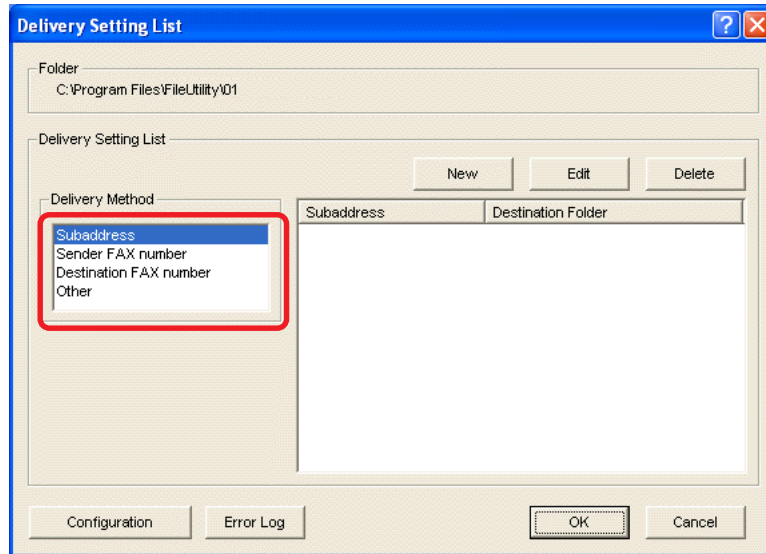 Delivery Setting List
Folder
C:\Program Files\FileUtility\01
Delivery Setting List
New Edit Delete
Delivery Method
Subaddress
Sender FAX number
Destination FAX number
Other
Subaddress Destination Folder
Configuration Error Log OK Cancel